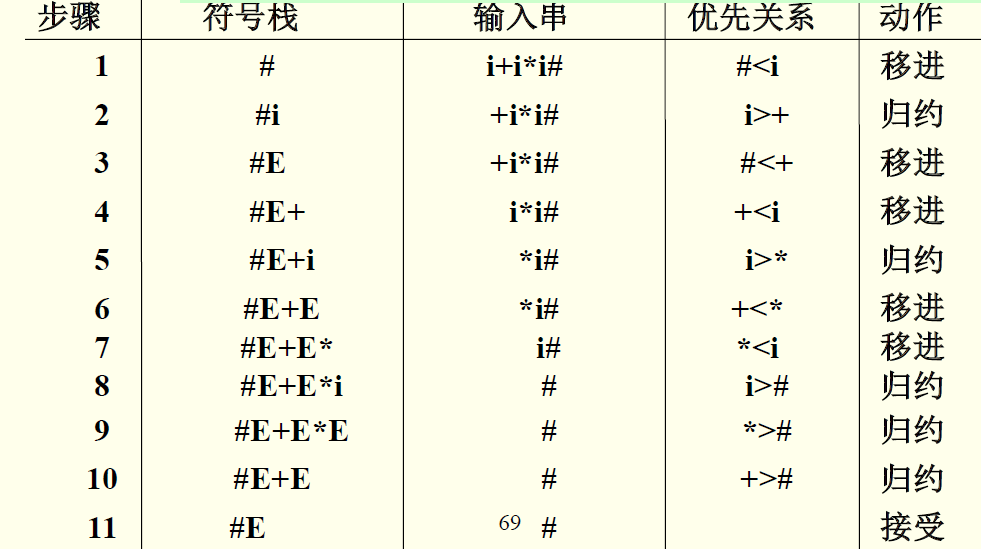 步骤 符号栈 输入串 优先关系 动作
1 # i+i*i# #<i 移进
2 #i +i*i# i>+ 归约
3 #E +i*i# #<+ 移进
4 #E+ i*i# +<i 移进
5 #E+i *i# i>* 归约
6 #E+E *i# +<* 移进
7 #E+E* i# *<i 移进
8 #E+E*i # i># 归约
9 #E+E*E # *># 归约
10 #E+E # +># 归约
11 #E 69 # 接受